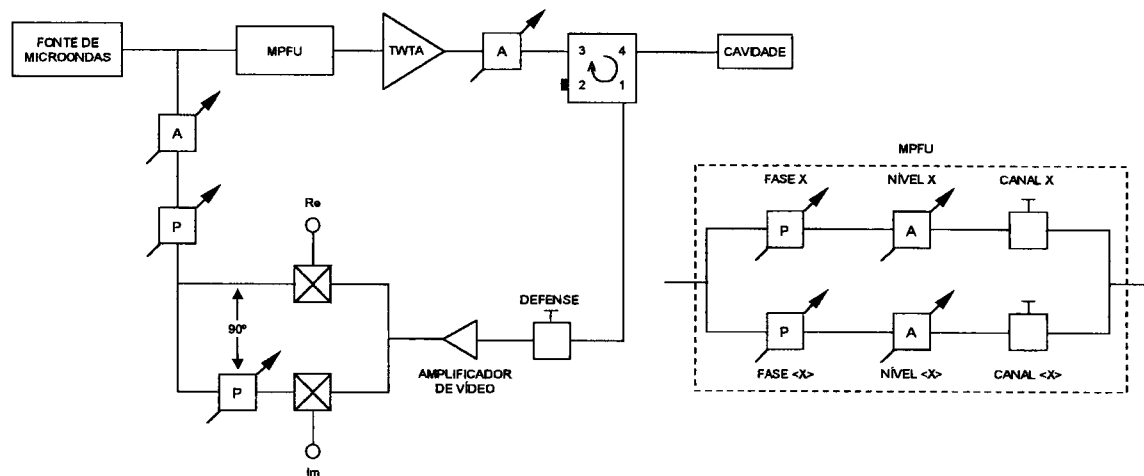 FONTE DE
MICROONDAS
MPFU
TWTA
A
3 4
2 1
CAVIDADE
A
P
Re
90º
P
Im
AMPLIFICADOR
DE VÍDEO
DEFENSE
MPFU
FASE X
NÍVEL X
CANAL X
P
A
P
A
FASE <X>
NÍVEL <X>
CANAL <X>